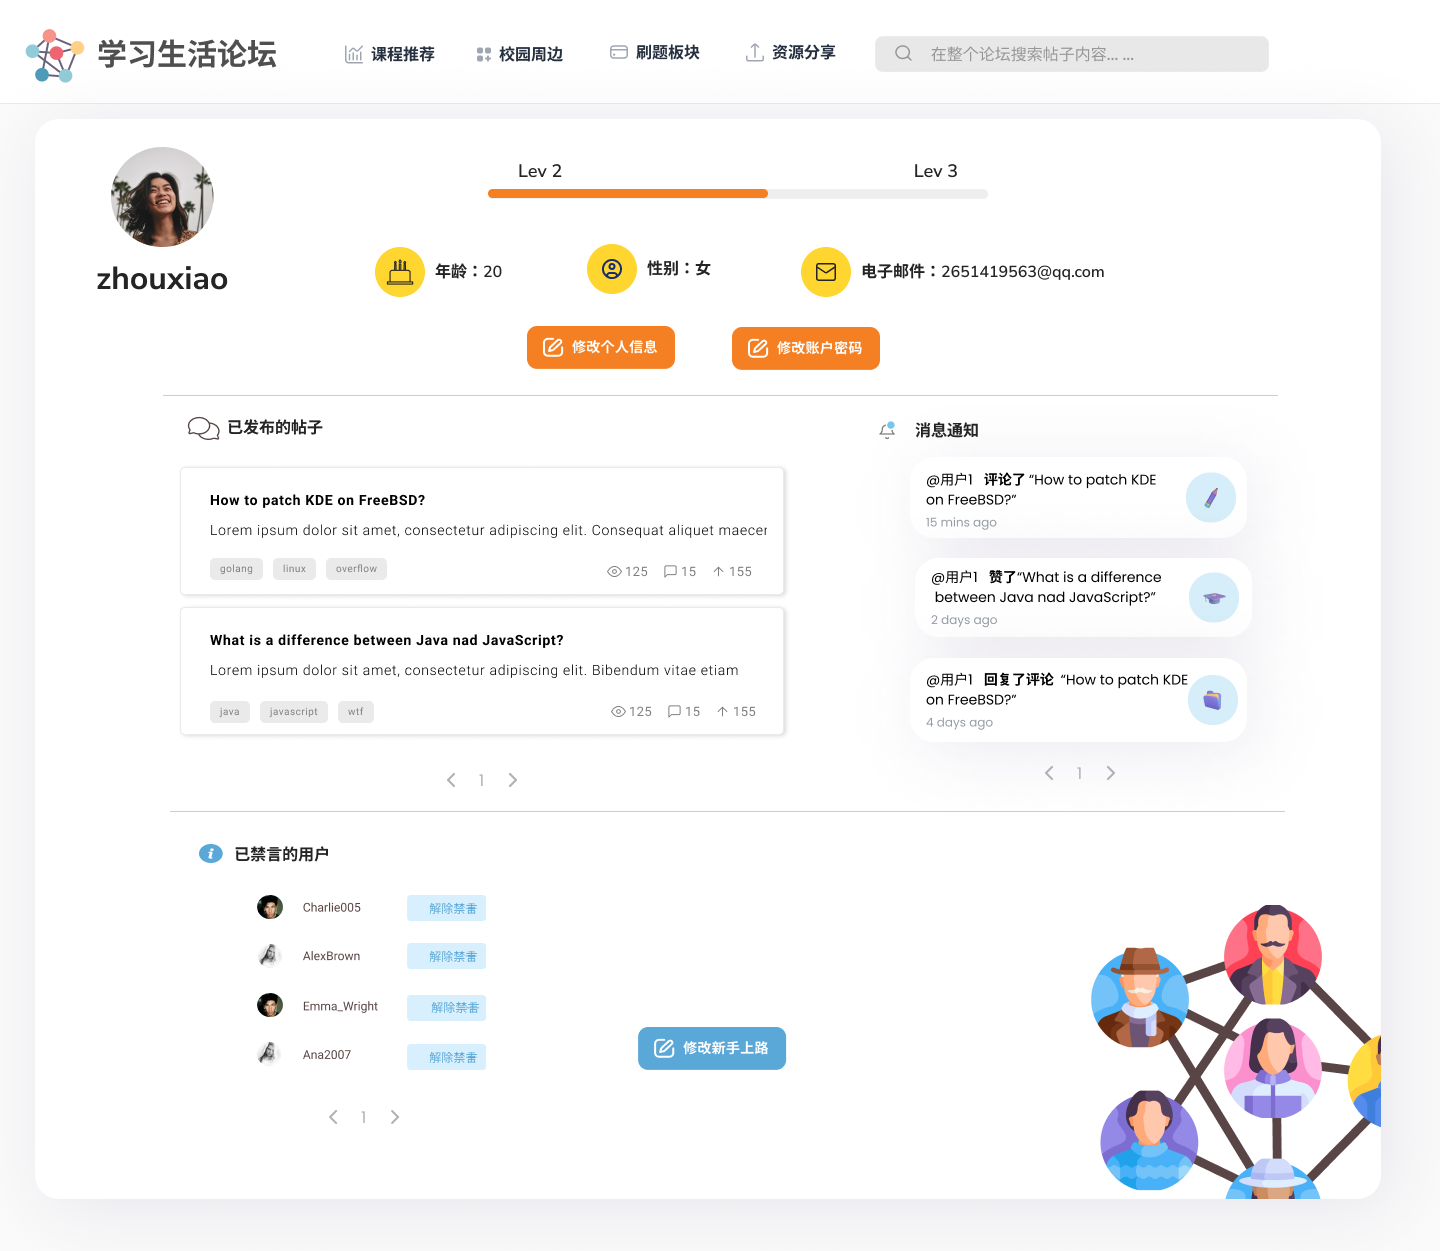 学习生活论坛
课程推荐
校园周边
刷题板块
资源分享
在整个论坛搜索帖子内容... ...
Lev 2
Lev 3
zhouxiao
年龄：20
性别：女
电子邮件：2651419563@qq.com
修改个人信息
修改账户密码
已发布的帖子
How to patch KDE on FreeBSD?
Lorem ipsum dolor sit amet, consectetur adipiscing elit. Consequat aliquet maecer
golang linux overflow
125 15 155
What is a difference between Java nad JavaScript?
Lorem ipsum dolor sit amet, consectetur adipiscing elit. Bibendum vitae etiam
java javascript wtf
125 15 155
1
消息通知
@用户1 评论了 “How to patch KDE
on FreeBSD?”
15 mins ago
@用户1 赞了“What is a difference
between Java nad JavaScript?”
2 days ago
@用户1 回复了评论 “How to patch KDE
on FreeBSD?”
4 days ago
1
已禁言的用户
Charlie005 解除禁言
AlexBrown 解除禁言
Emma_Wright 解除禁言
Ana2007 解除禁言
1
修改新手上路